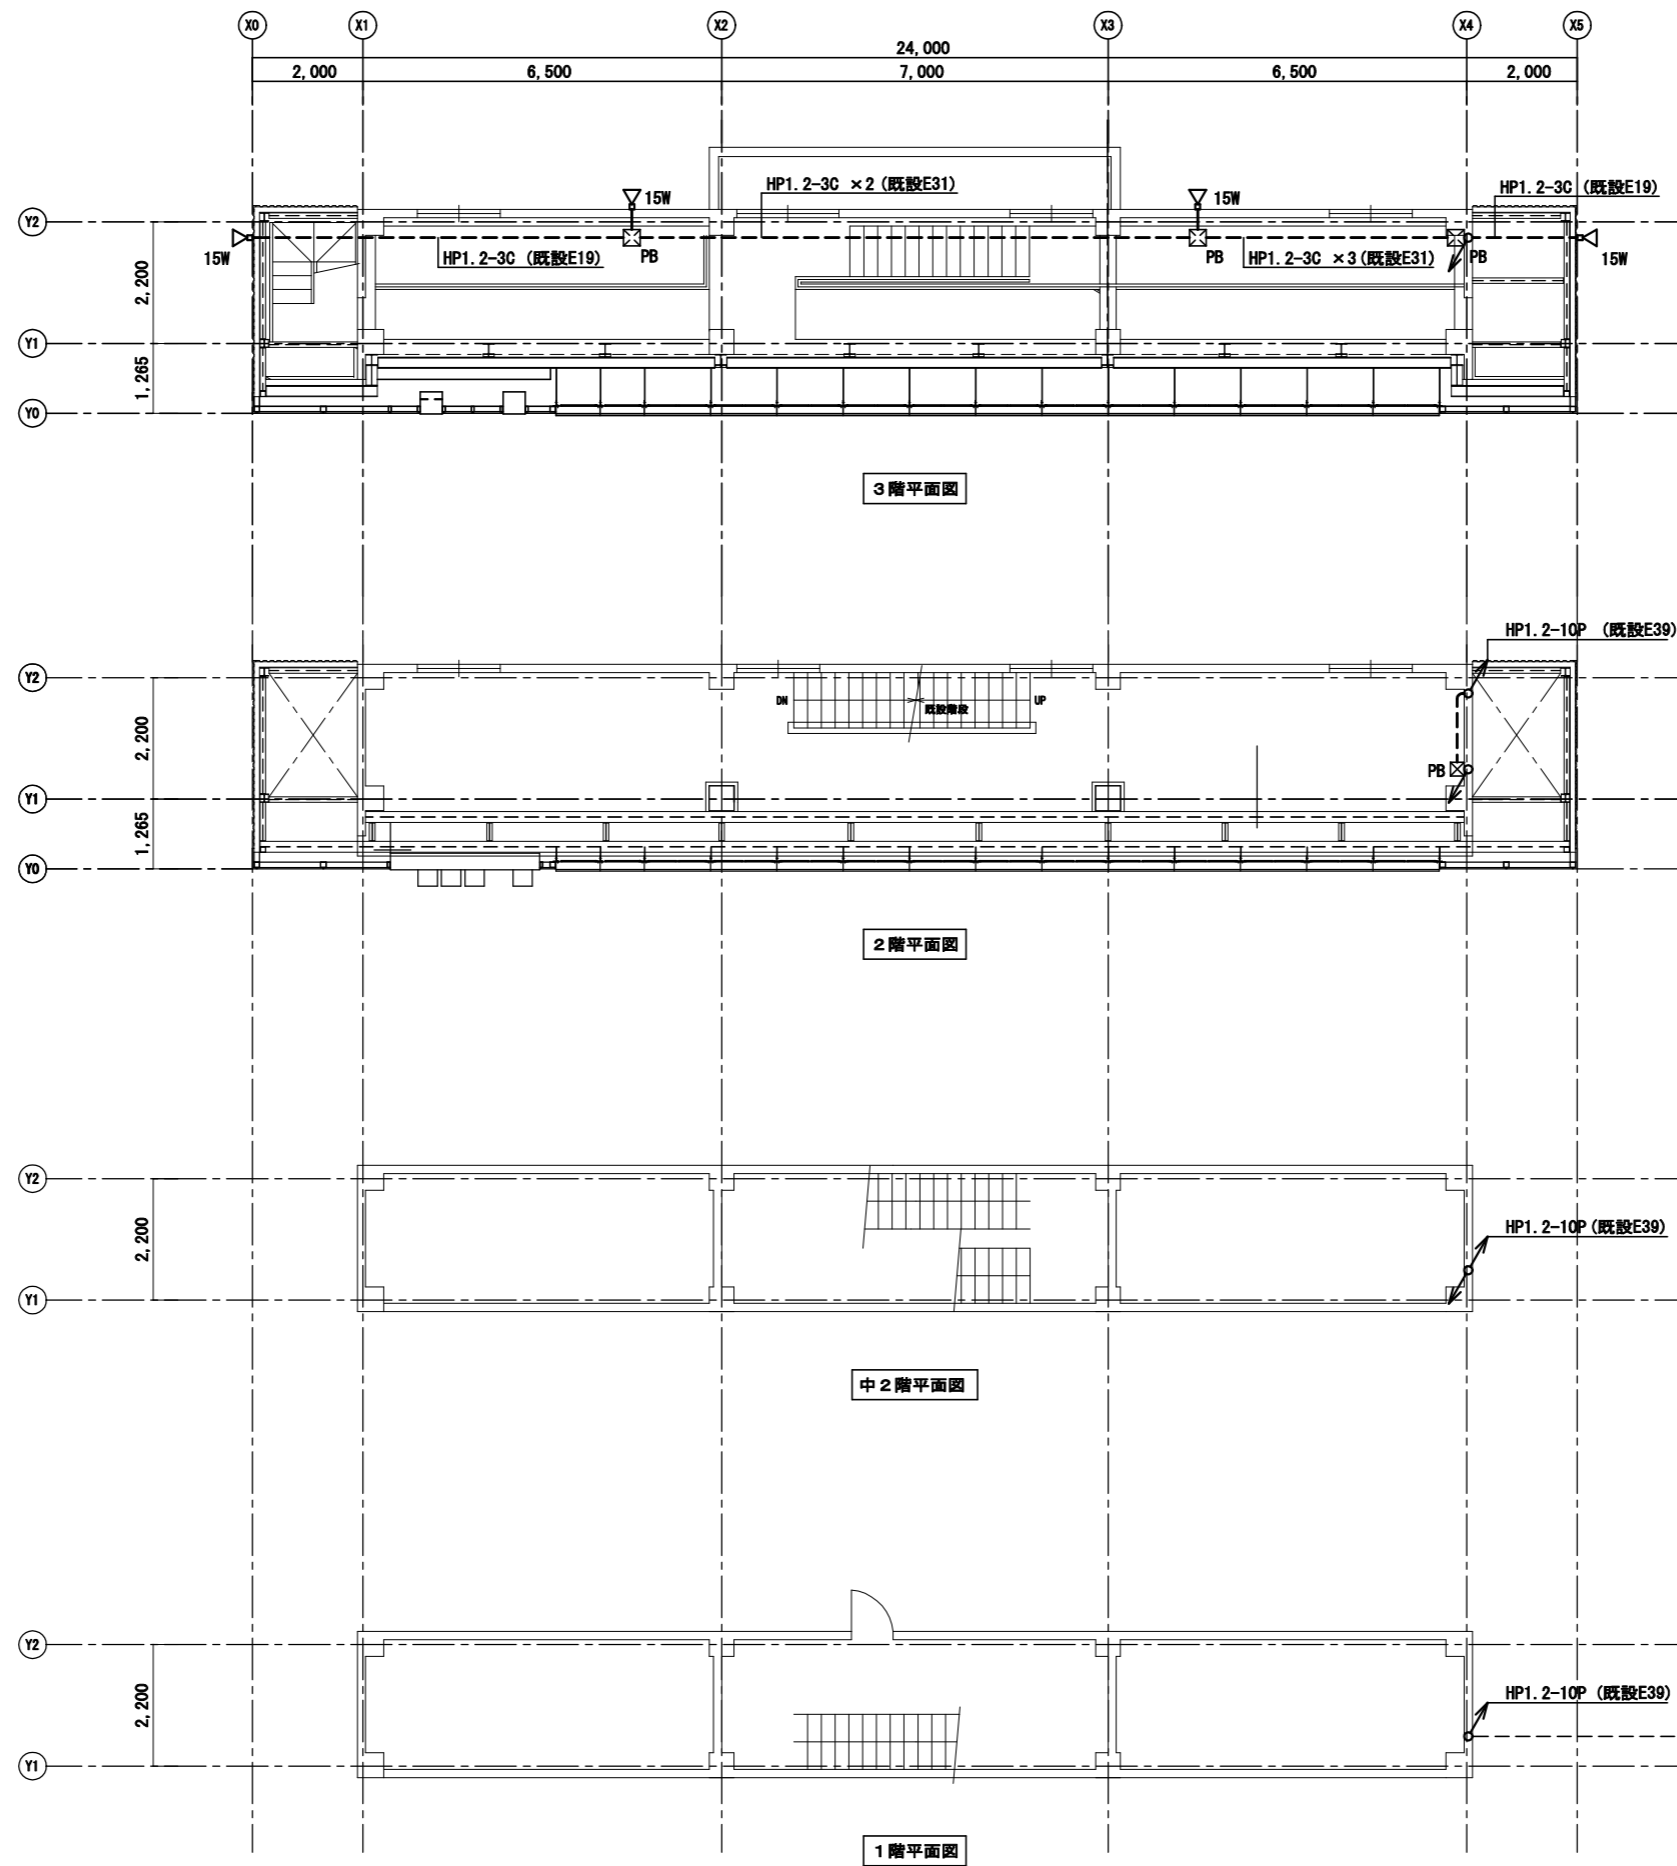 X0 X1 X2 X3 X4 X5
24,000
2,000 6,500 7,000 6,500 2,000
HP1.2-3C ×2(既設E31)
HP1.2-3C (既設E19)
15W 15W
Y2
15W PB PB PB 15W
HP1.2-3C (既設E19) HP1.2-3C ×3(既設E31)
2,200
Y1
1,265
Y0
3階平面図
HP1.2-10P (既設E39)
Y2
DN 既設階段 UP
2,200
PB
Y1
1,265
Y0
2階平面図
Y2
HP1.2-10P(既設E39)
2,200
Y1
中2階平面図
Y2
HP1.2-10P (既設E39)
2,200
Y1
1階平面図